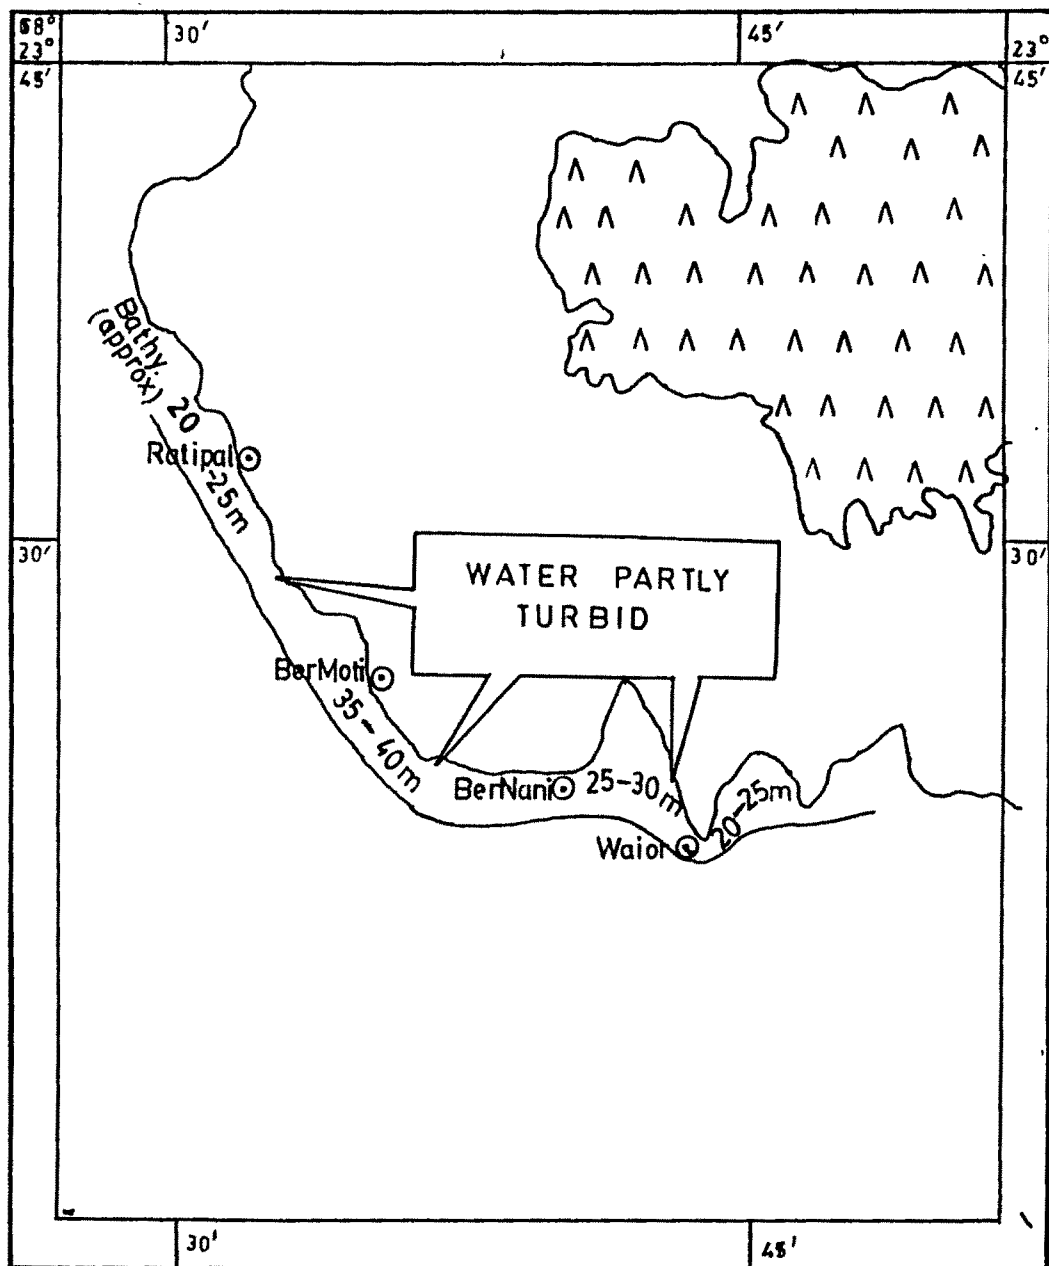 68°
23°
45'
30'
45'
23°
45'
Bathy.
(approx)
20
-25m
Ratipal
30'
30'
WATER PARTLY
TURBID
BerMoti
35-40m
BerNani
25-30m
20-25m
Waior
30'
45'